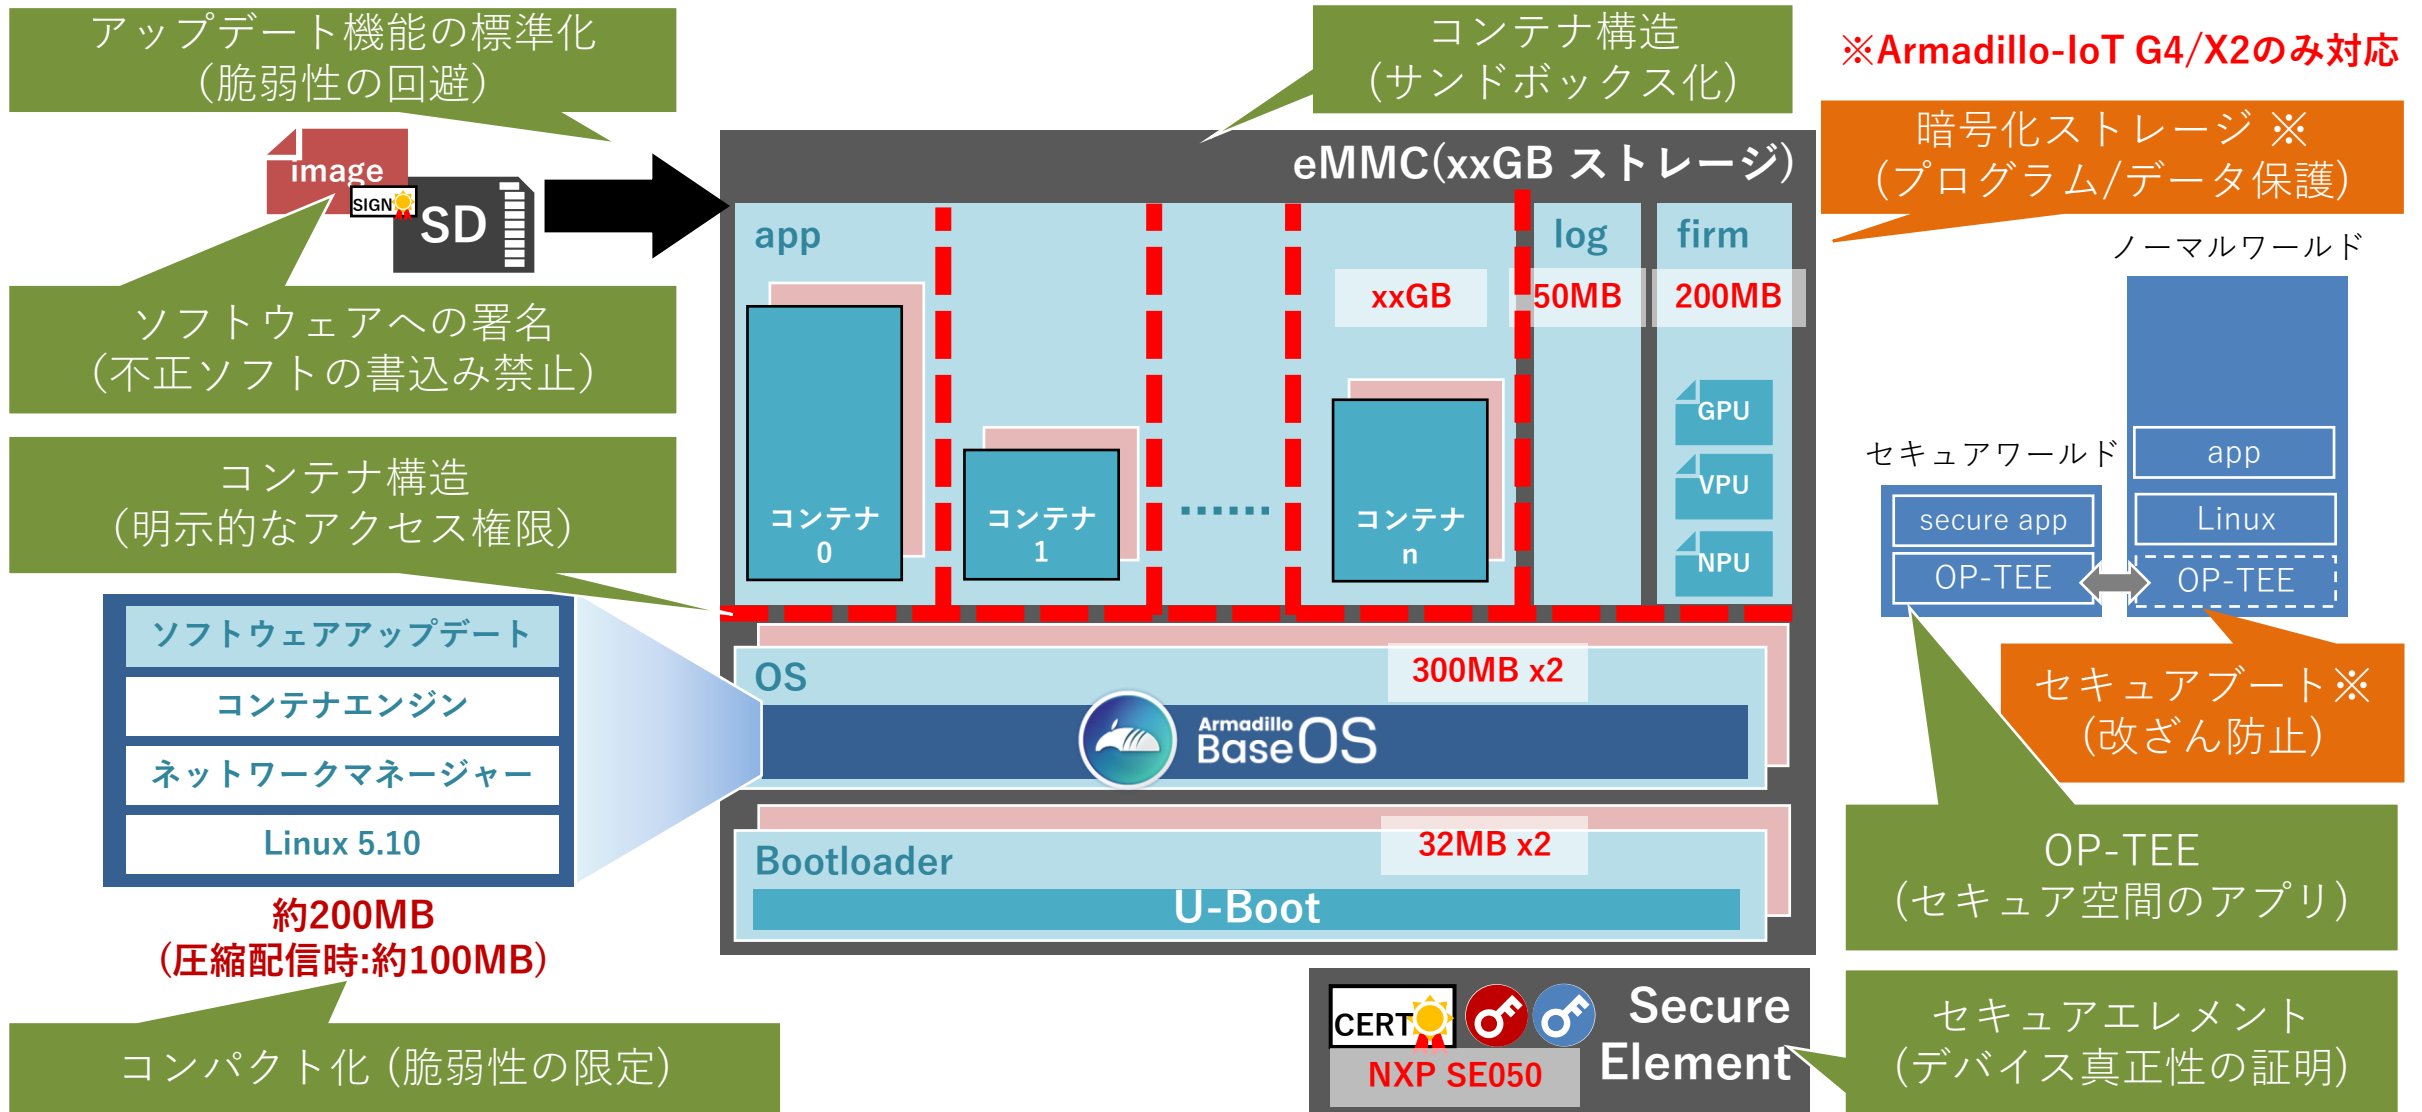 アップデート機能の標準化
(脆弱性の回避)
コンテナ構造
(サンドボックス化)
※Armadillo-IoT G4/X2のみ対応
暗号化ストレージ ※
(プログラム/データ保護)
image
SIGN
SD
eMMC(xxGB ストレージ)
app
log
firm
xxGB
50MB
200MB
ソフトウェアへの署名
(不正ソフトの書込み禁止)
コンテナ
0
コンテナ
1
……
コンテナ
n
GPU
VPU
NPU
ノーマルワールド
app
Linux
OP-TEE
セキュアワールド
secure app
OP-TEE
コンテナ構造
(明示的なアクセス権限)
ソフトウェアアップデート
コンテナエンジン
ネットワークマネージャー
Linux 5.10
約200MB
(圧縮配信時:約100MB)
コンパクト化 (脆弱性の限定)
OS
300MB x2
Armadillo
Base OS
Bootloader
32MB x2
U-Boot
セキュアブート※
(改ざん防止)
OP-TEE
(セキュア空間のアプリ)
CERT
NXP SE050
Secure
Element
セキュアエレメント
(デバイス真正性の証明)